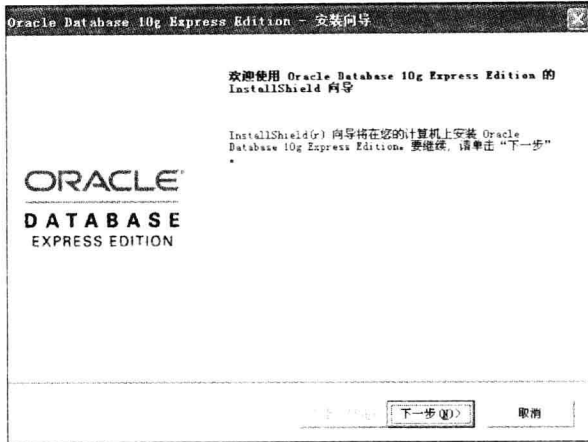 Oracle Database 10g Express Edition - 安装向导
欢迎使用 Oracle Database 10g Express Edition 的
InstallShield 向导
InstallShield(r) 向导将在您的计算机上安装 Oracle
Database 10g Express Edition。要继续，请单击“下一步”
。
ORACLE
DATABASE
EXPRESS EDITION
下一步(N)> 取消